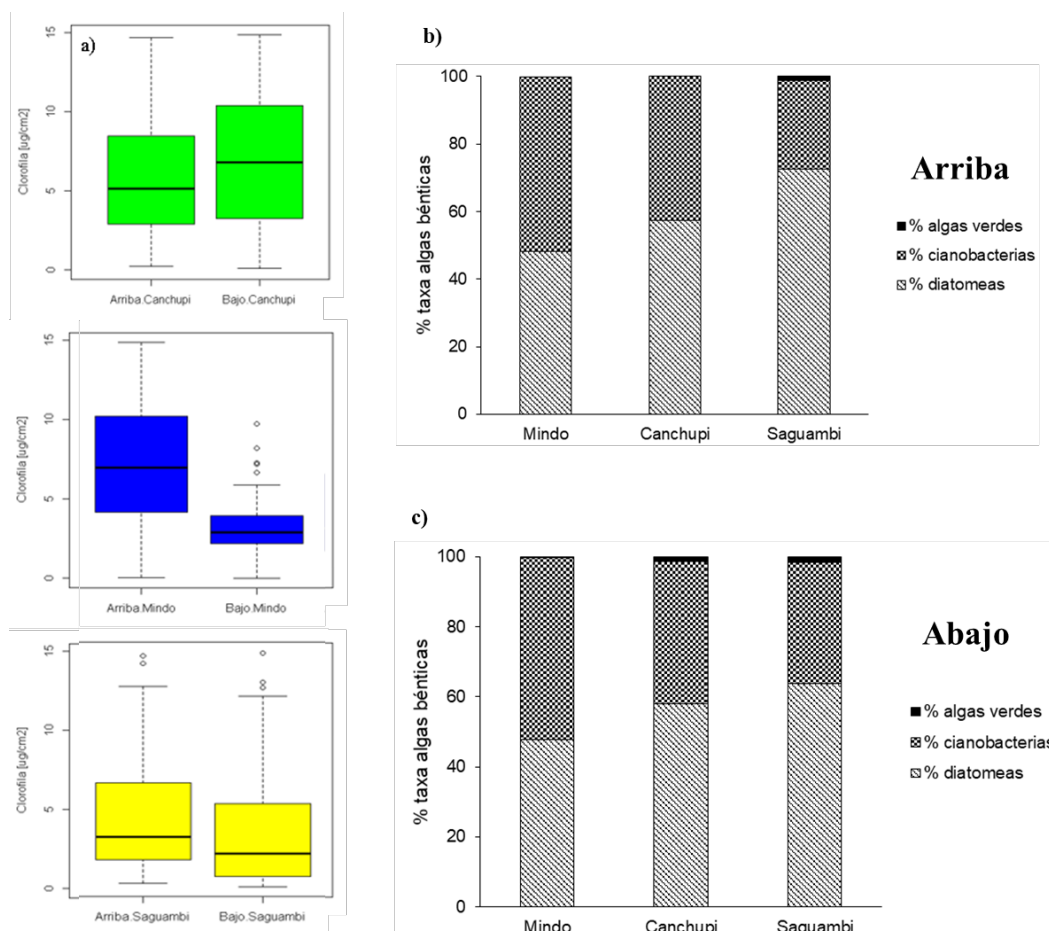 a)
Clorofila [ug/cm2]
15
10
5
0
Arriba.Canchupi Bajo.Canchupi
Clorofila [ug/cm2]
15
10
5
0
Arriba.Mindo Bajo.Mindo
Clorofila [ug/cm2]
15
10
5
0
Arriba.Saguambi Bajo.Saguambi
b)
% taxa algas bénticas
100
80
60
40
20
0
Mindo Canchupi Saguambi
Arriba
% algas verdes
% cianobacterias
% diatomeas
c)
% taxa algas bénticas
100
80
60
40
20
0
Mindo Canchupi Saguambi
Abajo
% algas verdes
% cianobacterias
% diatomeas